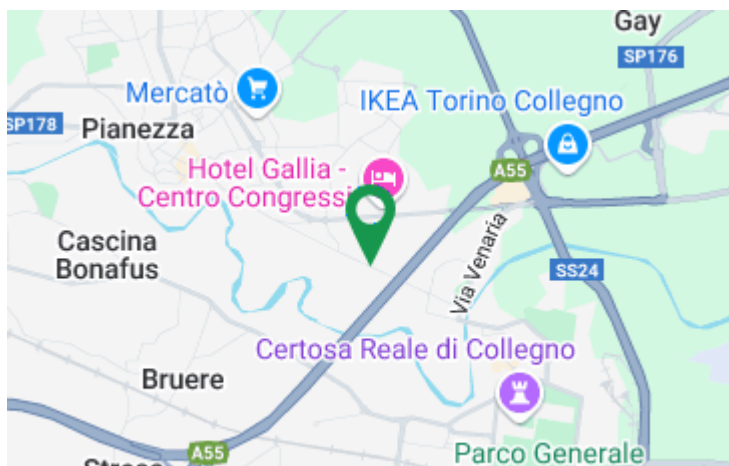 Gay
SP176
Mercatò
IKEA Torino Collegno
SP178
Pianezza
Hotel Gallia -
Centro Congressi
A55
Cascina
Bonafus
Via Venaria
SS24
Certosa Reale di Collegno
Bruere
A55
Parco Generale